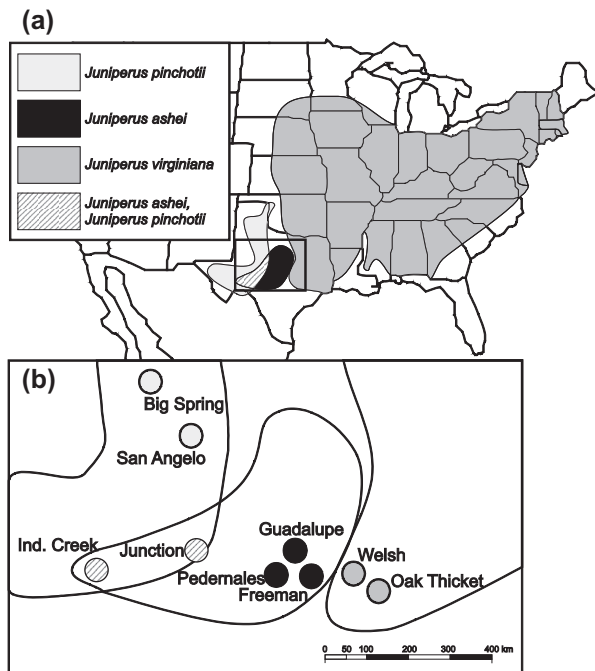 (a)
Juniperus pinchotii
Juniperus ashei
Juniperus virginiana
Juniperus ashei,
Juniperus pinchotii
(b)
Big Spring
San Angelo
Ind. Creek
Junction
Guadalupe
Pedernales
Freeman
Welsh
Oak Thicket
0 50 100 200 300 400 km